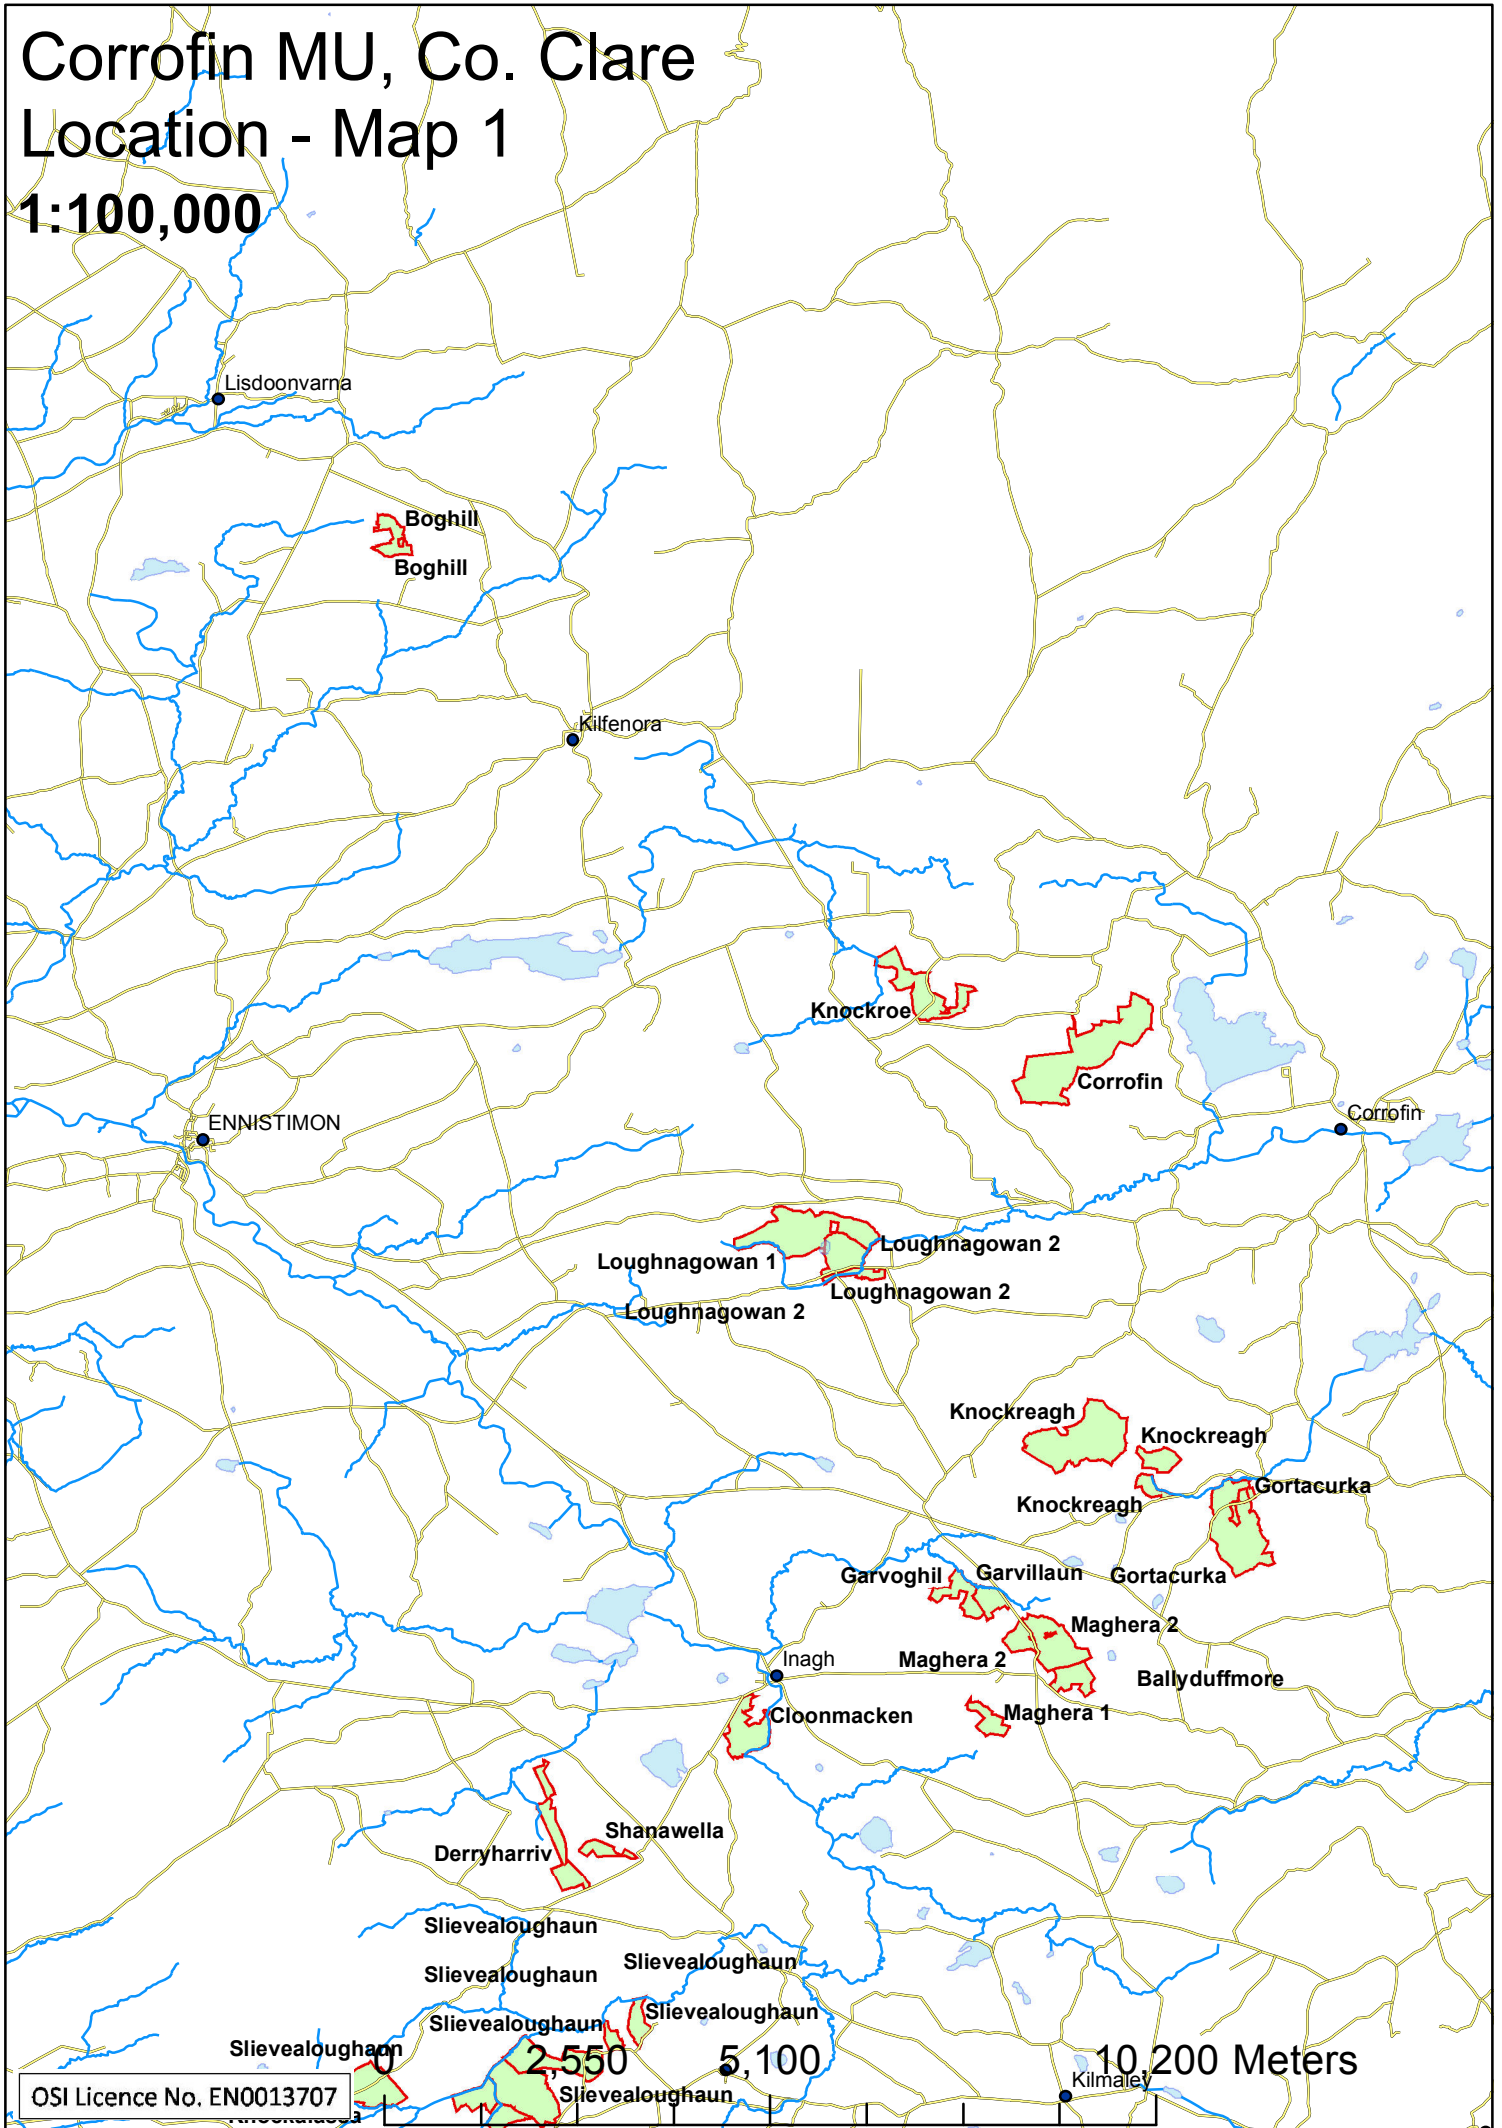 Corrofin MU, Co. Clare
Location - Map 1
1:100,000
Lisdoonvarna
Boghill
Boghill
Kilfenora
Knockroe
Corrofin
Corrofin
ENNISTIMON
Loughnagowan 2
Loughnagowan 1
Loughnagowan 2
Loughnagowan 2
Knockreagh
Knockreagh
Gortacurka
Knockreagh
Garvoghil
Garvillaun
Gortacurka
Maghera 2
Inagh
Maghera 2
Ballyduffmore
Cloonmacken
Maghera 1
Shanawella
Derryharriv
Slievealoughaun
Slievealoughaun
Slievealoughaun
Slievealoughaun
Slievealoughaun
Slievealoughaun
0 2,550 5,100 10,200 Meters
Kilmaley
Slievealoughaun
OSI Licence No. EN0013707